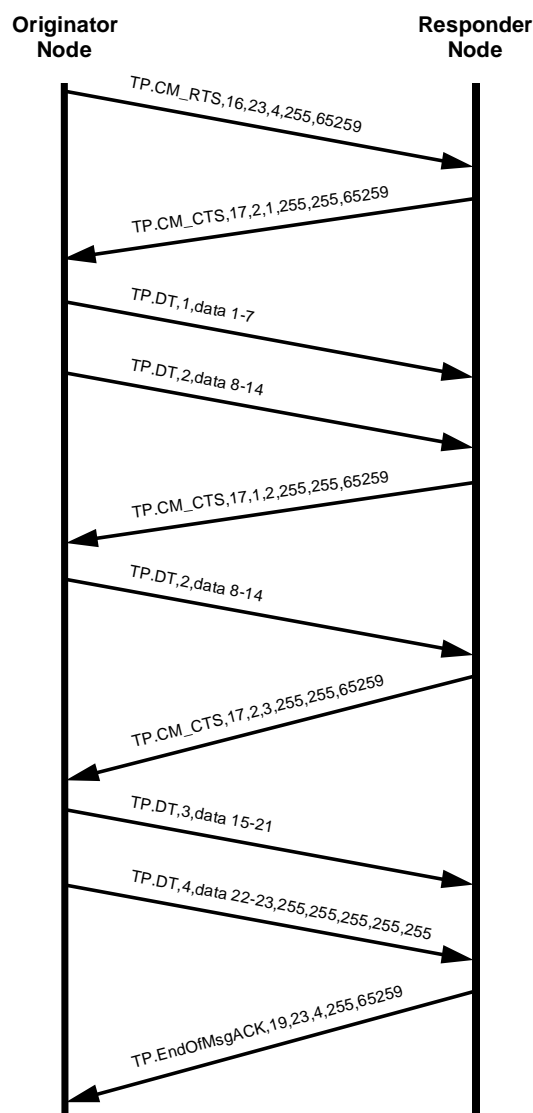 Originator
Node
Responder
Node
TP.CM_RTS,16,23,4,255,65259
TP.CM_CTS,17,2,1,255,255,65259
TP.DT,1,data 1-7
TP.DT,2,data 8-14
TP.CM_CTS,17,1,2,255,255,65259
TP.DT,2,data 8-14
TP.CM_CTS,17,2,3,255,255,65259
TP.DT,3,data 15-21
TP.DT,4,data 22-23,255,255,255,255,255
TP.EndOfMsgACK,19,23,4,255,65259